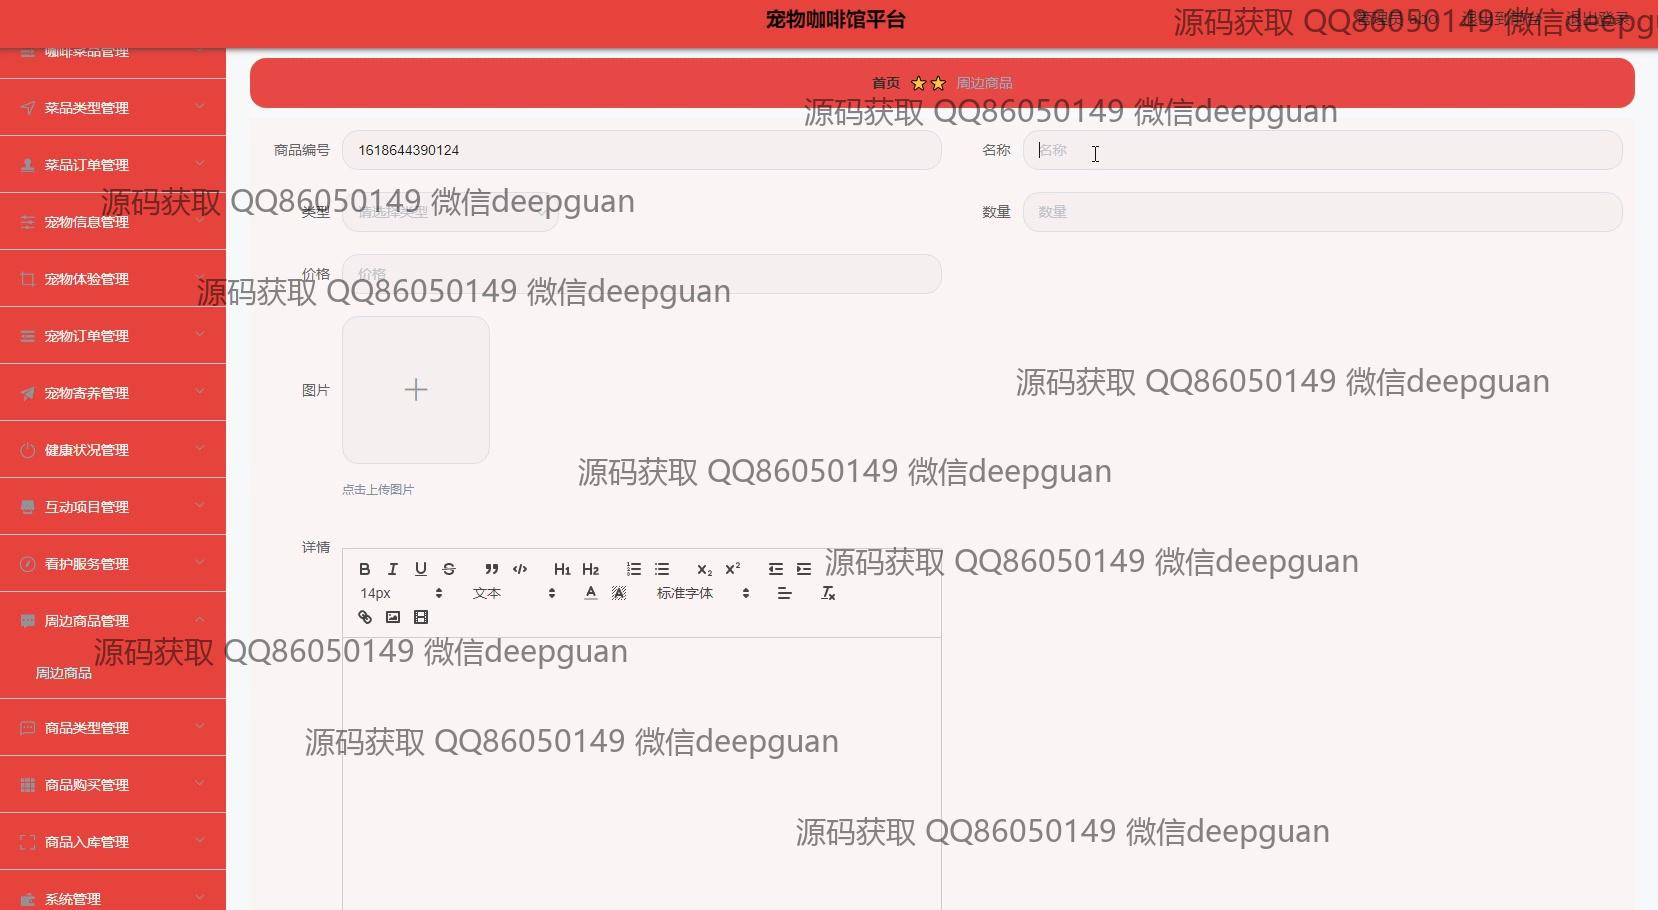 宠物咖啡馆平台
源码获取 QQ86050149 微信deepg
退出登录
咖啡菜品管理
菜品类型管理
菜品订单管理
宠物信息管理
宠物体验管理
宠物订单管理
宠物寄养管理
健康状况管理
互动项目管理
看护服务管理
周边商品管理
周边商品
商品类型管理
商品购买管理
商品入库管理
系统管理
首页 周边商品
源码获取 QQ86050149 微信deepguan
商品编号 1618644390124 名称 名称
源码获取 QQ86050149 微信deepguan
类型 请选择类型 数量 数量
价格 价格
源码获取 QQ86050149 微信deepguan
图片
源码获取 QQ86050149 微信deepguan
源码获取 QQ86050149 微信deepguan
点击上传图片
详情
源码获取 QQ86050149 微信deepguan
B I U S H1 H2 X2 X2
14px 文本 A A 标准字体 Tx
源码获取 QQ86050149 微信deepguan
源码获取 QQ86050149 微信deepguan
源码获取 QQ86050149 微信deepguan